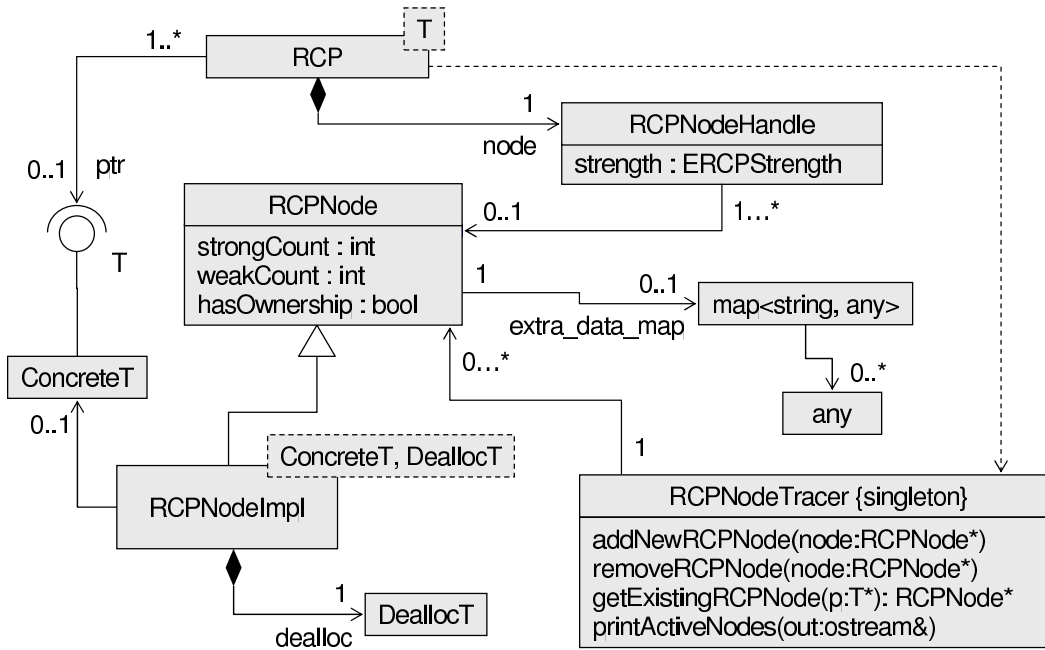 T
1..*
RCP
1
RCPNodeHandle
node
strength : ERCPStrength
0..1
ptr
RCPNode
0..1
1...*
strongCount : int
weakCount : int
hasOwnership : bool
T
1
0..1
map<string, any>
extra_data_map
0...*
0..*
ConcreteT
any
0..1
ConcreteT, DeallocT
1
RCPNodeImpl
RCPNodeTracer {singleton}
addNewRCPNode(node:RCPNode*)
removeRCPNode(node:RCPNode*)
getExistingRCPNode(p:T*): RCPNode*
printActiveNodes(out:ostream&)
1
DeallocT
dealloc